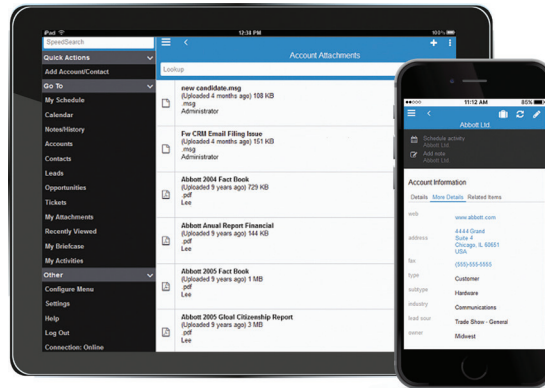 iPad
12:38 PM
100%
SpeedSearch
Quick Actions
Add Account/Contact
Go To
My Schedule
Calendar
Notes/History
Accounts
Contacts
Leads
Opportunities
Tickets
My Attachments
Recently Viewed
My Briefcase
My Activities
Other
Configure Menu
Settings
Help
Log Out
Connection: Online
Account Attachments
Lookup
new candidate.msg
(Uploaded 4 months ago) 108 KB
.msg
Administrator
Fw CRM Email Filing Issue
(Uploaded 4 months ago) 151 KB
.msg
Administrator
Abbott 2004 Fact Book
(Uploaded 9 years ago) 729 KB
.pdf
Lee
Abbott Anual Report Financial
(Uploaded 9 years ago) 144 KB
.pdf
Lee
Abbott 2005 Fact Book
(Uploaded 9 years ago) 1 MB
.pdf
Lee
Abbott 2005 Gloal Citizenship Report
(Uploaded 9 years ago) 3 MB
.pdf
Lee
11:12 AM
85%
Abbott Ltd.
Schedule activity
Abbott Ltd.
Add note
Abbott Ltd.
Account Information
Details More Details Related Items
web www.abbott.com
address 4444 Grand
Suite 4
Chicago, IL 60651
USA
fax (555)-555-5555
type Customer
subtype Hardware
industry Communications
lead sour Trade Show - General
owner Midwest